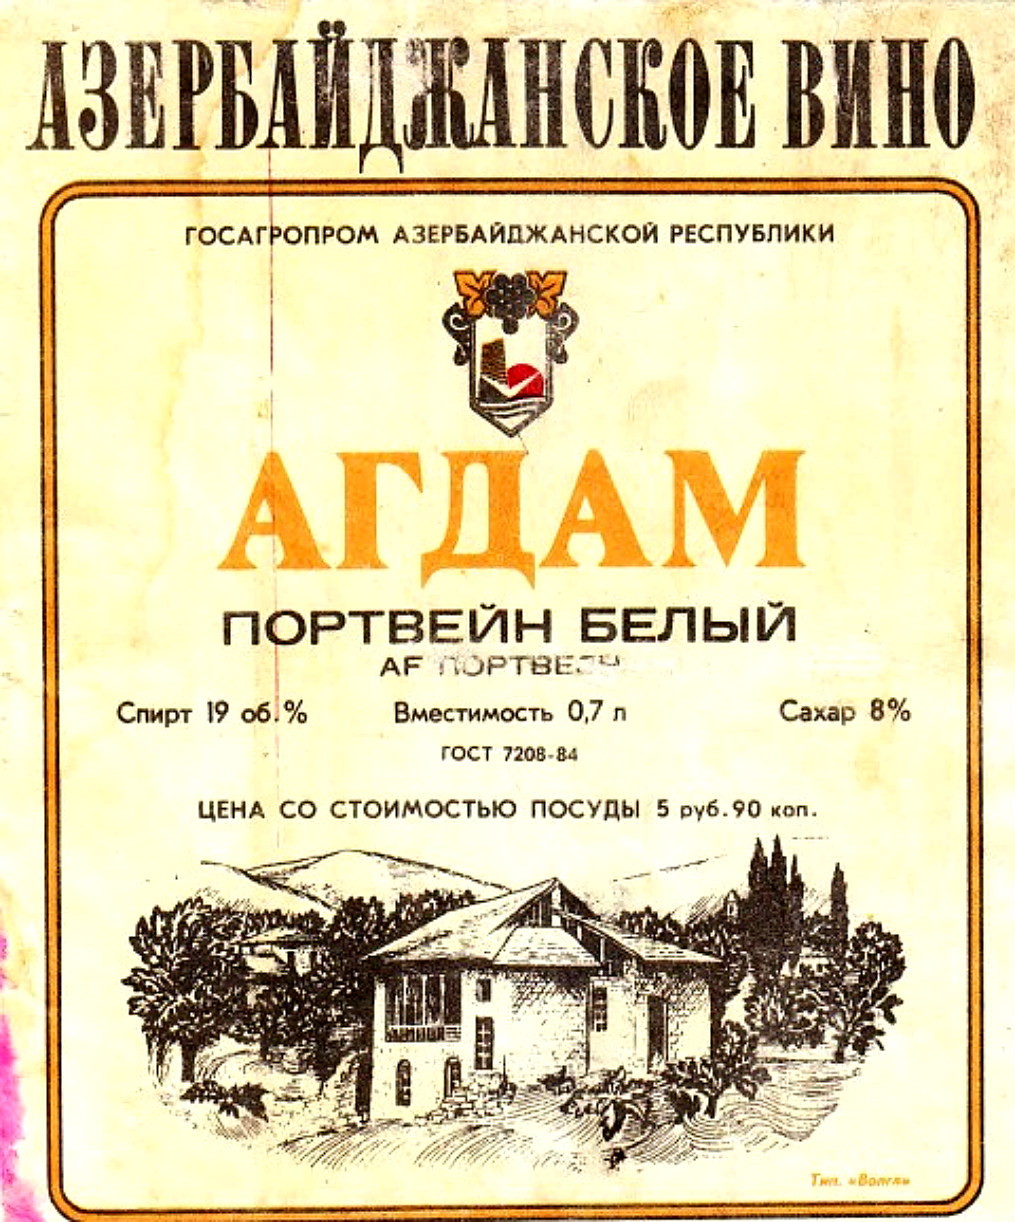 АЗЕРБАЙДЖАНСКОЕ ВИНО
ГОСАГРОПРОМ АЗЕРБАЙДЖАНСКОЙ РЕСПУБЛИКИ
АГДАМ
ПОРТВЕЙН БЕЛЫЙ
АF
Спирт 19 об.% Вместимость 0,7 л Сахар 8%
ГОСТ 7208-84
ЦЕНА СО СТОИМОСТЬЮ ПОСУДЫ 5 руб.90 коп.
Тип.